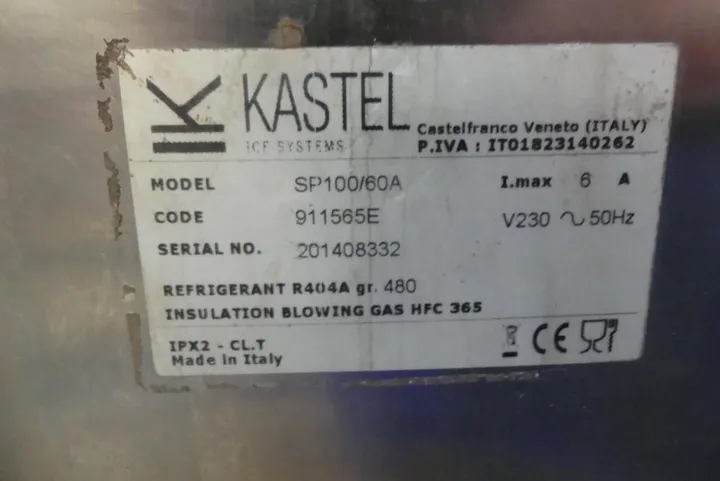 KASTEL
ICE SYSTEMS
Castelfranco Veneto (ITALY)
P.IVA : IT01823140262
MODEL SP100/60A I.max 6 A
CODE 911565E V230 ∿ 50Hz
SERIAL NO. 201408332
REFRIGERANT R404A gr. 480
INSULATION BLOWING GAS HFC 365
IPX2 - CL.T
Made in Italy
CE